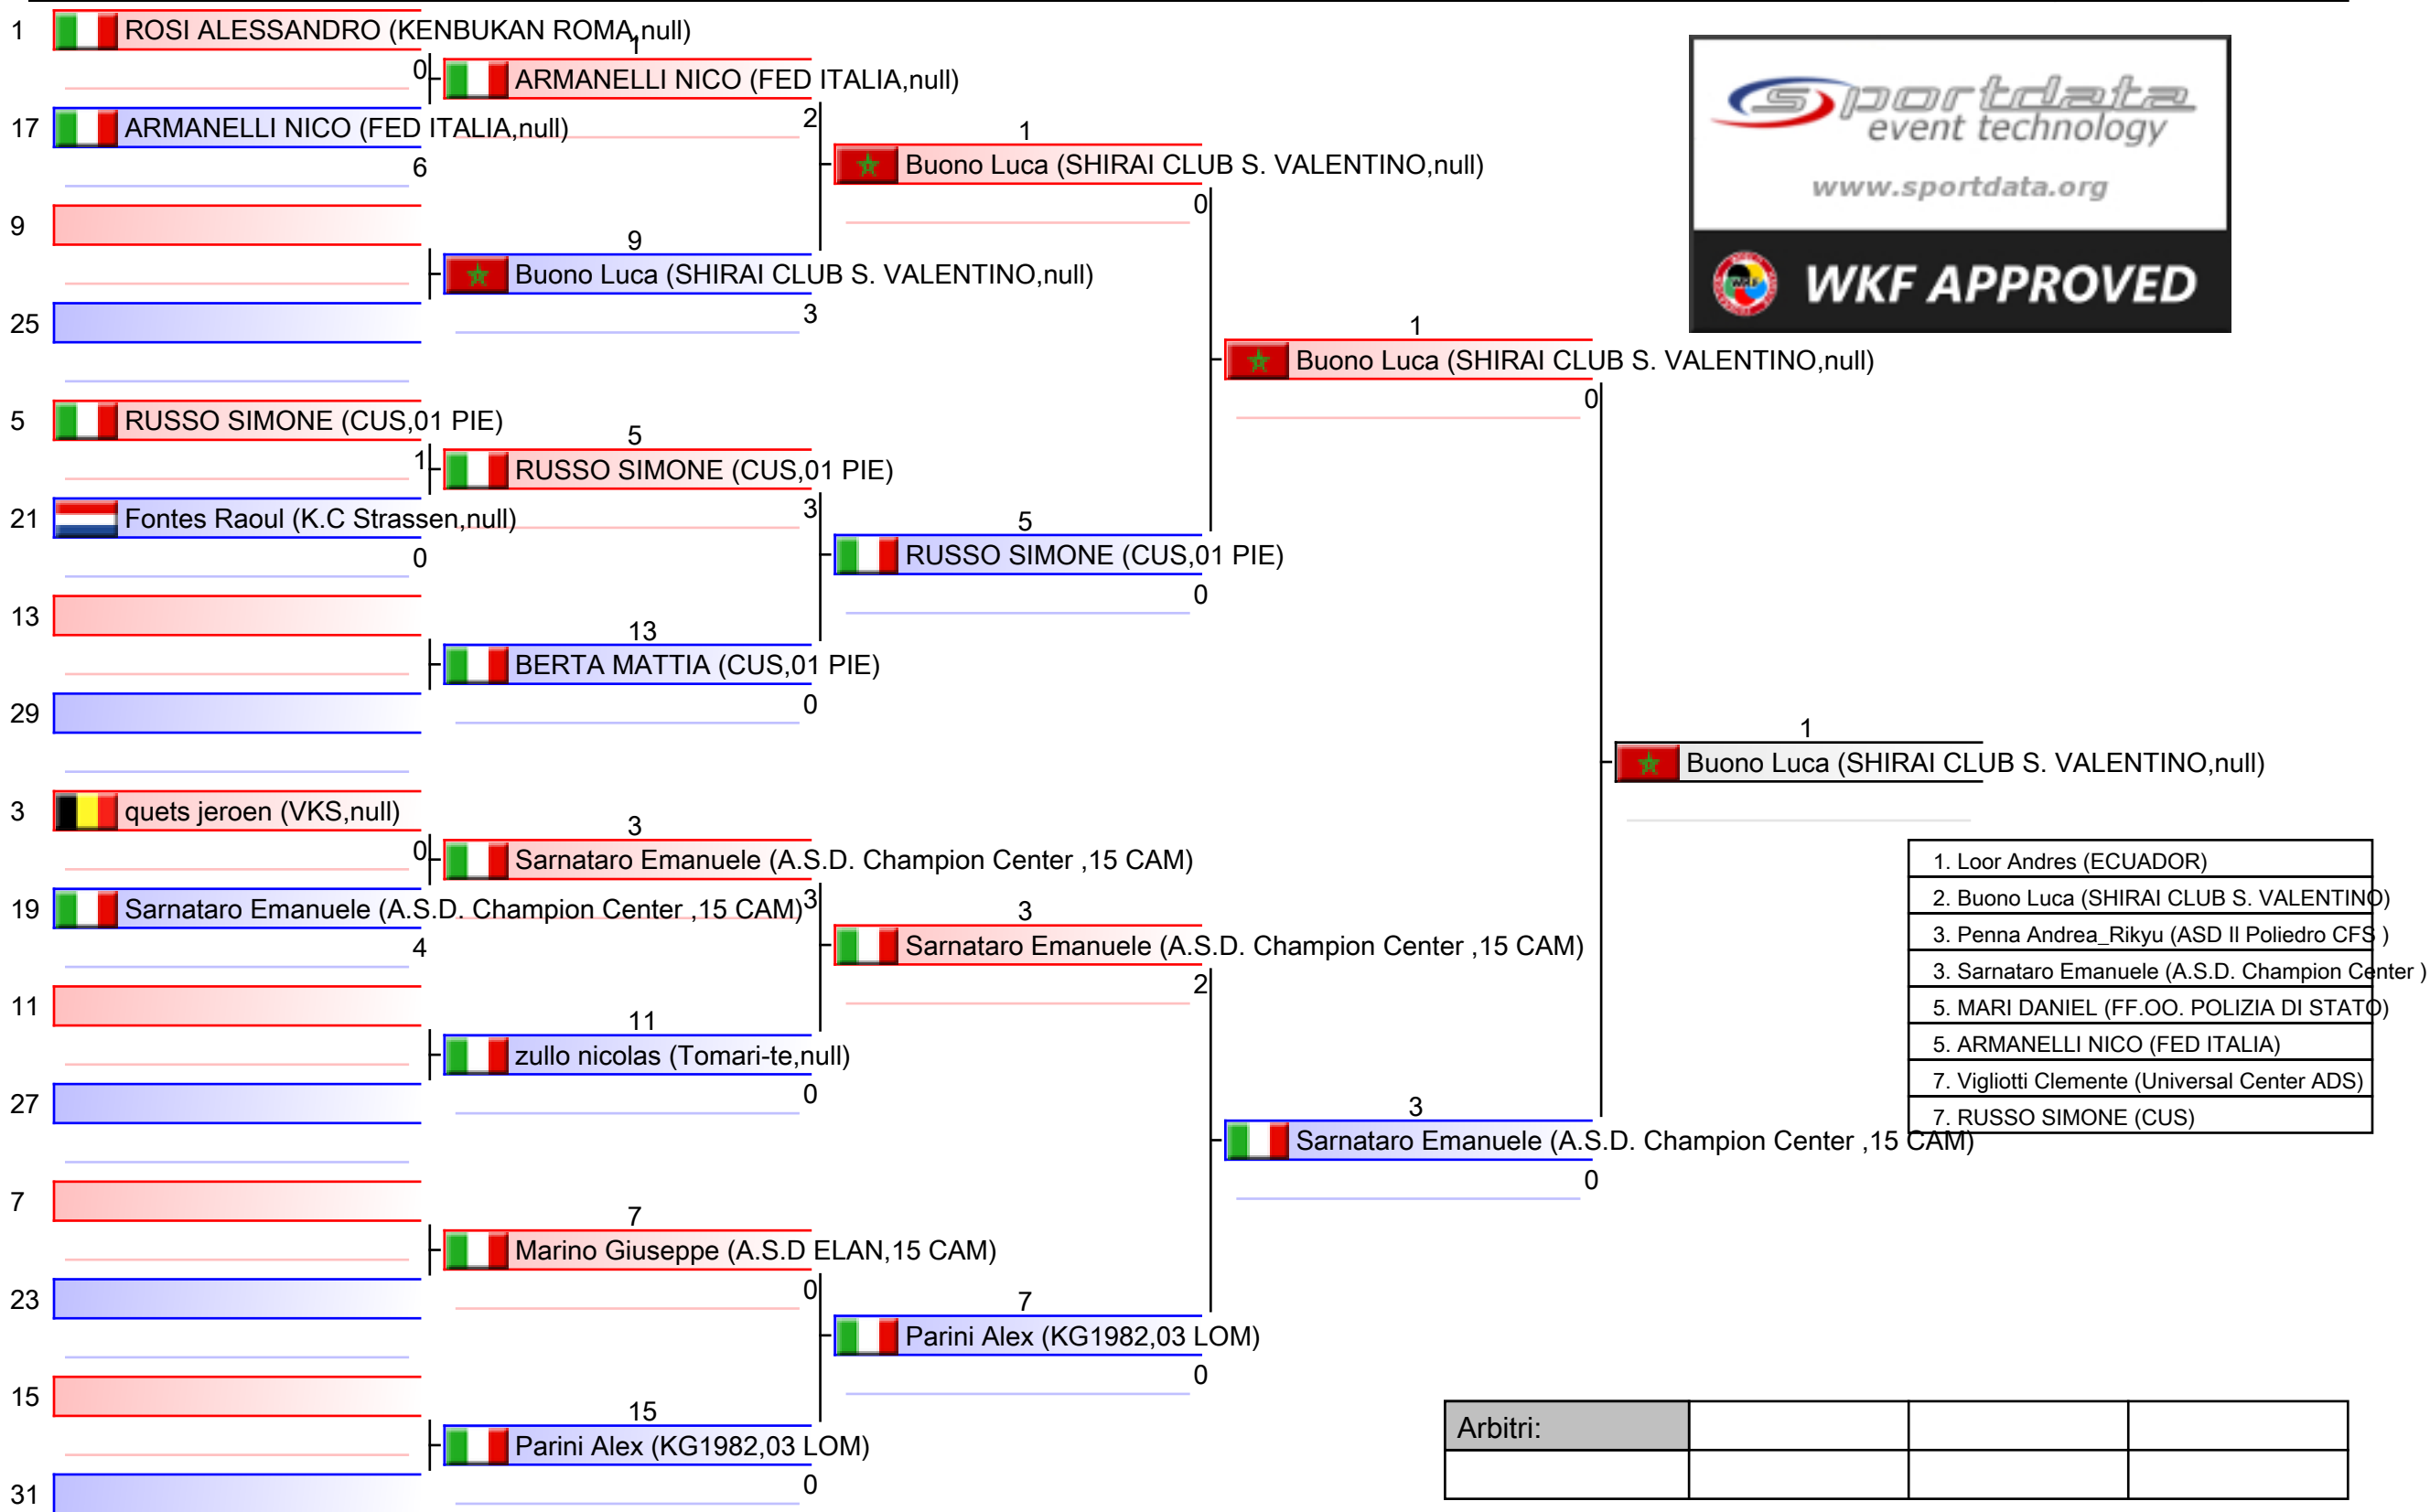 1 ROSI ALESSANDRO (KENBUKAN ROMA,null)
0
1
ARMANELLI NICO (FED ITALIA,null)
2
17 ARMANELLI NICO (FED ITALIA,null)
6
1
Buono Luca (SHIRAI CLUB S. VALENTINO,null)
0
9
9
Buono Luca (SHIRAI CLUB S. VALENTINO,null)
3
25
1
Buono Luca (SHIRAI CLUB S. VALENTINO,null)
0
5 RUSSO SIMONE (CUS,01 PIE)
1
5
RUSSO SIMONE (CUS,01 PIE)
3
21 Fontes Raoul (K.C Strassen,null)
0
5
RUSSO SIMONE (CUS,01 PIE)
0
13
13
BERTA MATTIA (CUS,01 PIE)
0
29
1
Buono Luca (SHIRAI CLUB S. VALENTINO,null)
3 quets jeroen (VKS,null)
0
3
Sarnataro Emanuele (A.S.D. Champion Center ,15 CAM)
3
19 Sarnataro Emanuele (A.S.D. Champion Center ,15 CAM)
4
3
Sarnataro Emanuele (A.S.D. Champion Center ,15 CAM)
2
11
11
zullo nicolas (Tomari-te,null)
0
27
3
Sarnataro Emanuele (A.S.D. Champion Center ,15 CAM)
0
7
7
Marino Giuseppe (A.S.D ELAN,15 CAM)
0
23
7
Parini Alex (KG1982,03 LOM)
0
15
15
Parini Alex (KG1982,03 LOM)
0
31
sportdata
event technology
www.sportdata.org
WKF APPROVED
1. Loor Andres (ECUADOR)
2. Buono Luca (SHIRAI CLUB S. VALENTINO)
3. Penna Andrea_Rikyu (ASD Il Poliedro CFS )
3. Sarnataro Emanuele (A.S.D. Champion Center )
5. MARI DANIEL (FF.OO. POLIZIA DI STATO)
5. ARMANELLI NICO (FED ITALIA)
7. Vigliotti Clemente (Universal Center ADS)
7. RUSSO SIMONE (CUS)
Arbitri: